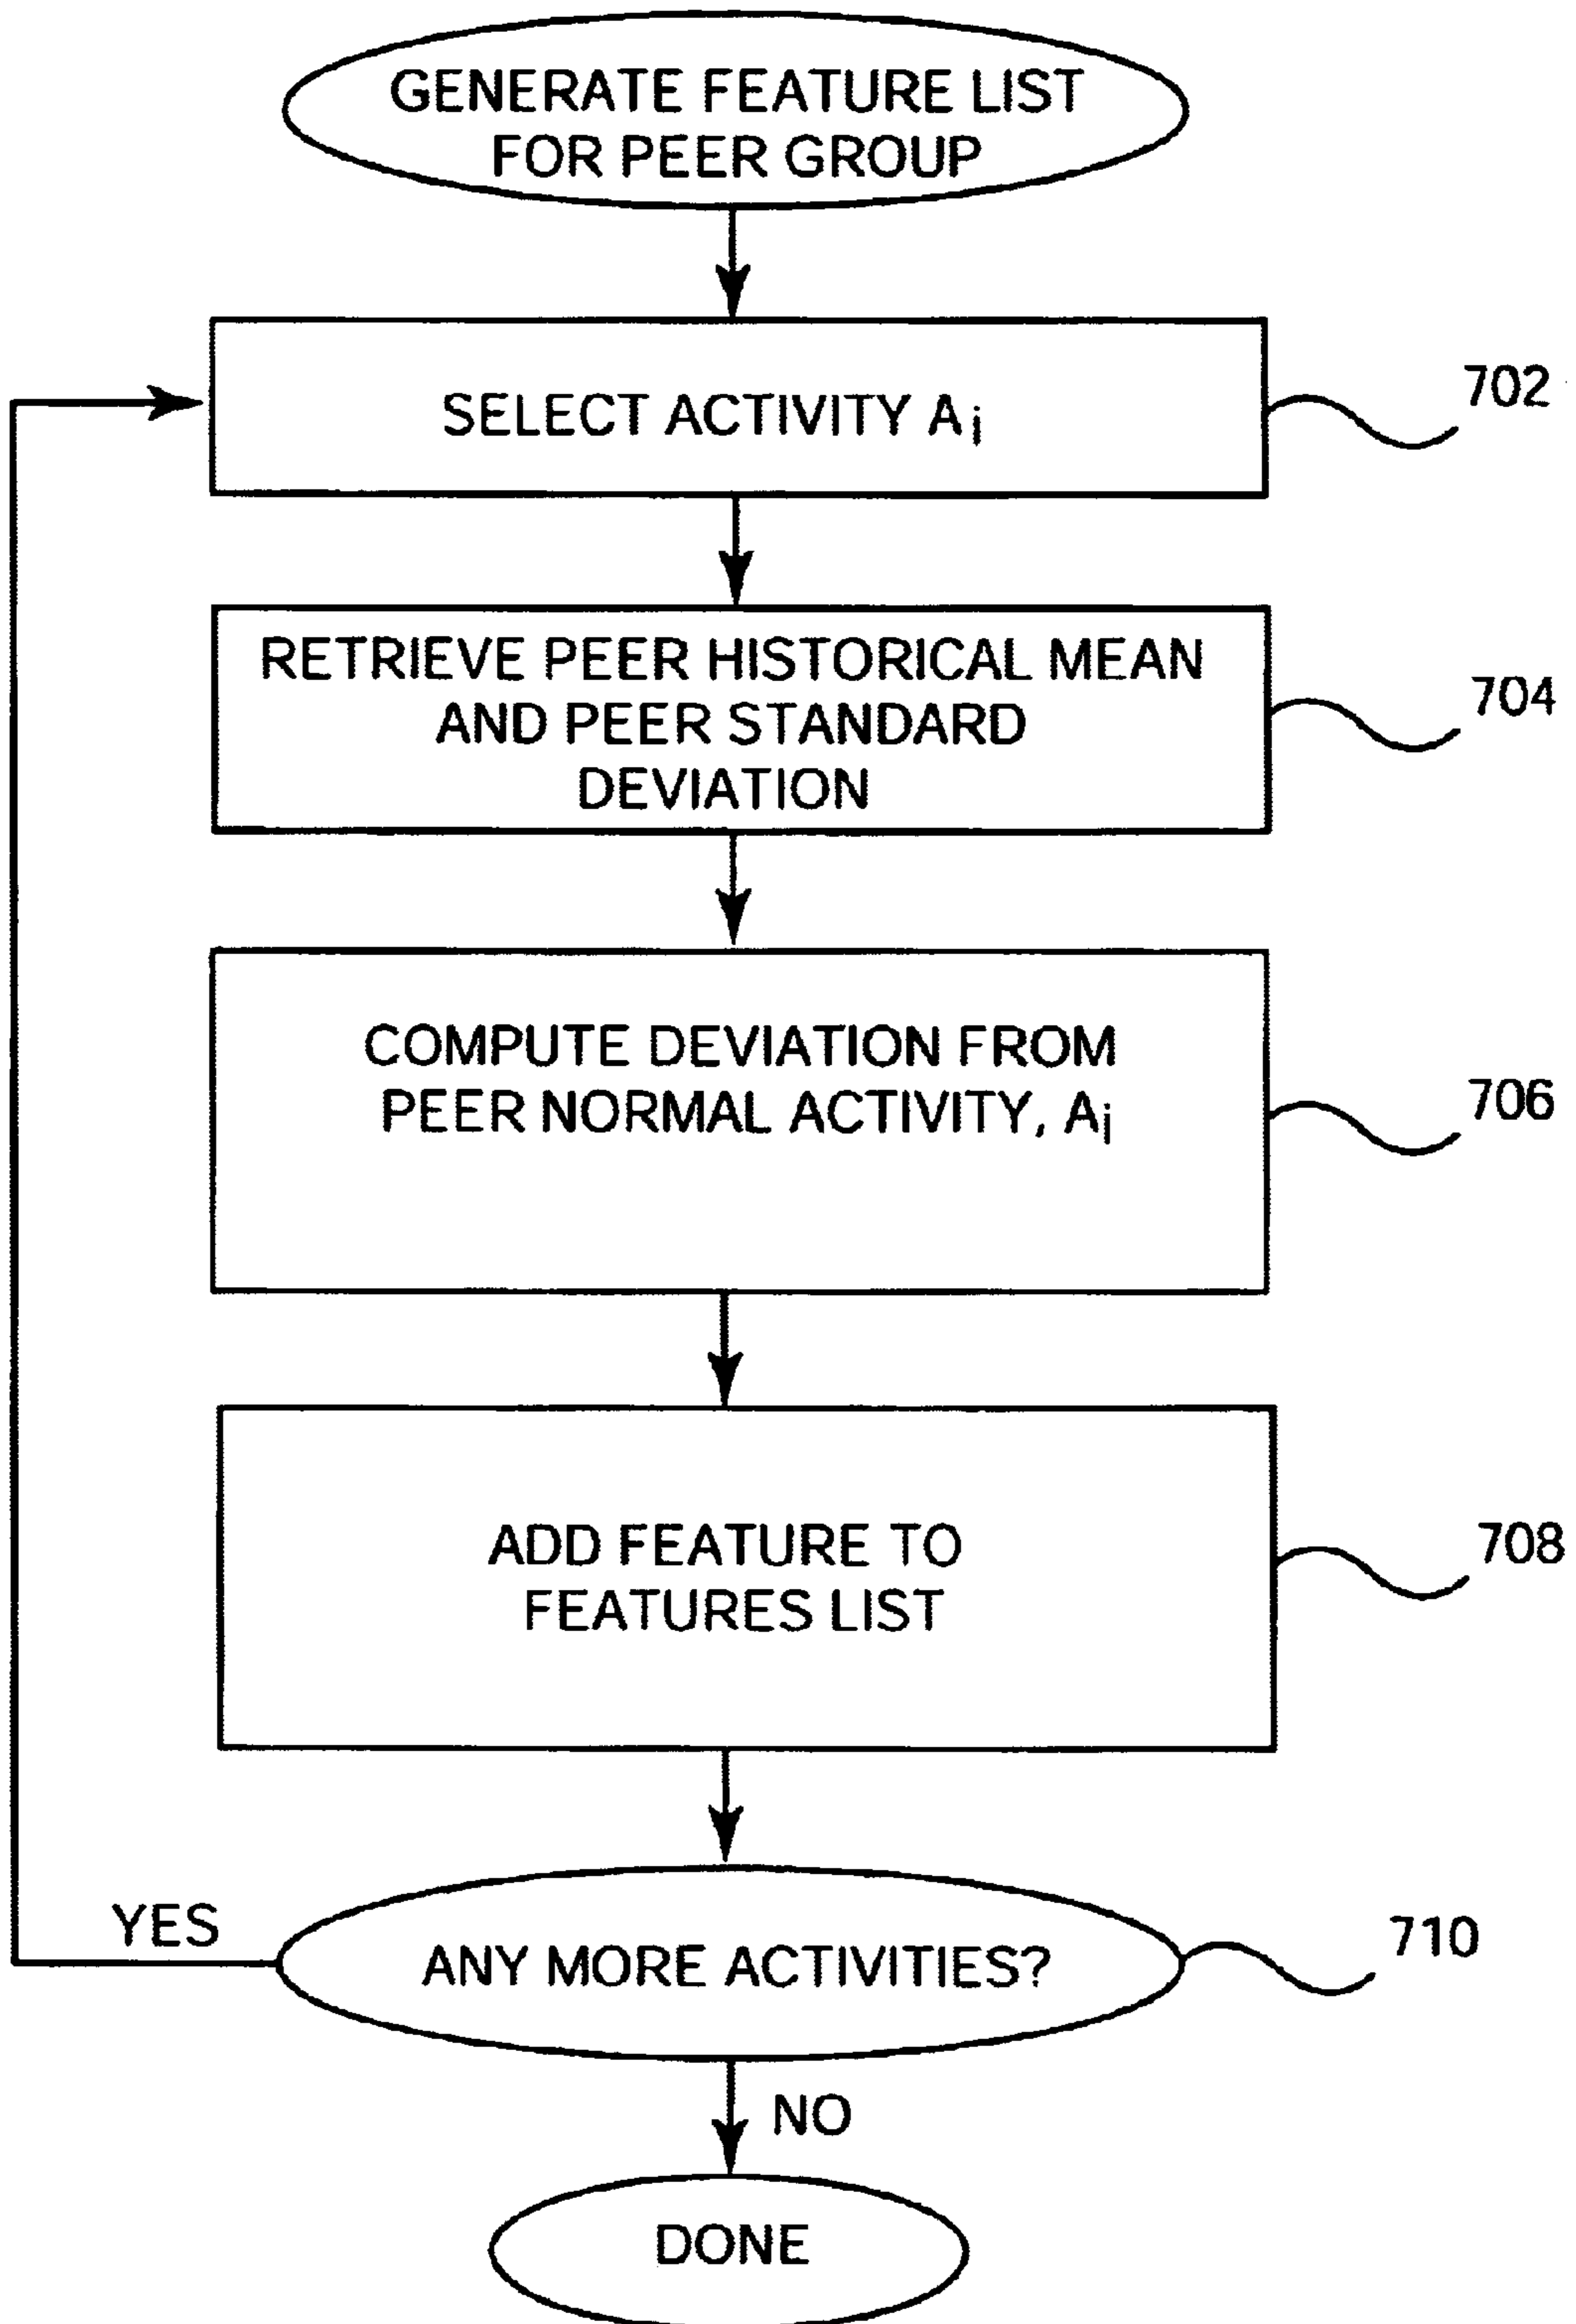 GENERATE FEATURE LIST
FOR PEER GROUP
SELECT ACTIVITY Ai
702
RETRIEVE PEER HISTORICAL MEAN
AND PEER STANDARD
DEVIATION
704
COMPUTE DEVIATION FROM
PEER NORMAL ACTIVITY, Ai
706
ADD FEATURE TO
FEATURES LIST
708
ANY MORE ACTIVITIES?
710
YES
NO
DONE